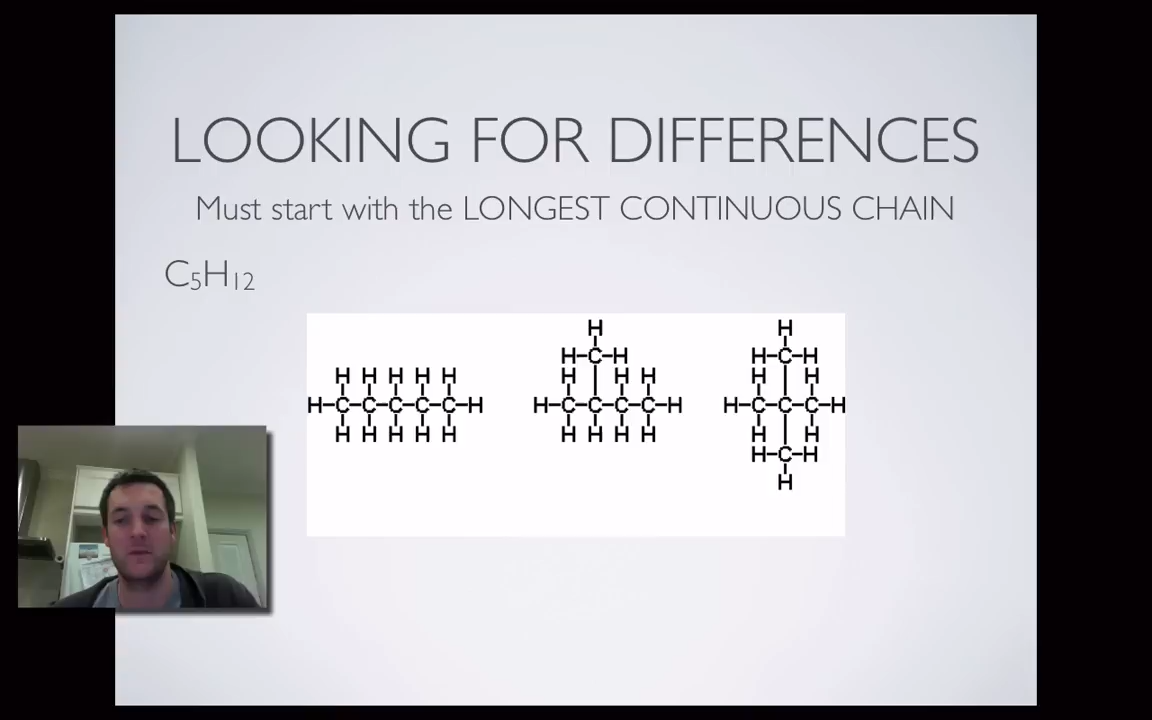 LOOKING FOR DIFFERENCES
Must start with the LONGEST CONTINUOUS CHAIN
C₅H₁₂
H H H
H-C-H H-C-H
H H H H H H H H H H
H-C-C-C-C-C-H H-C-C-C-C-H H-C-C-C-H
H H H H H H H H H H H
H-C-H
H